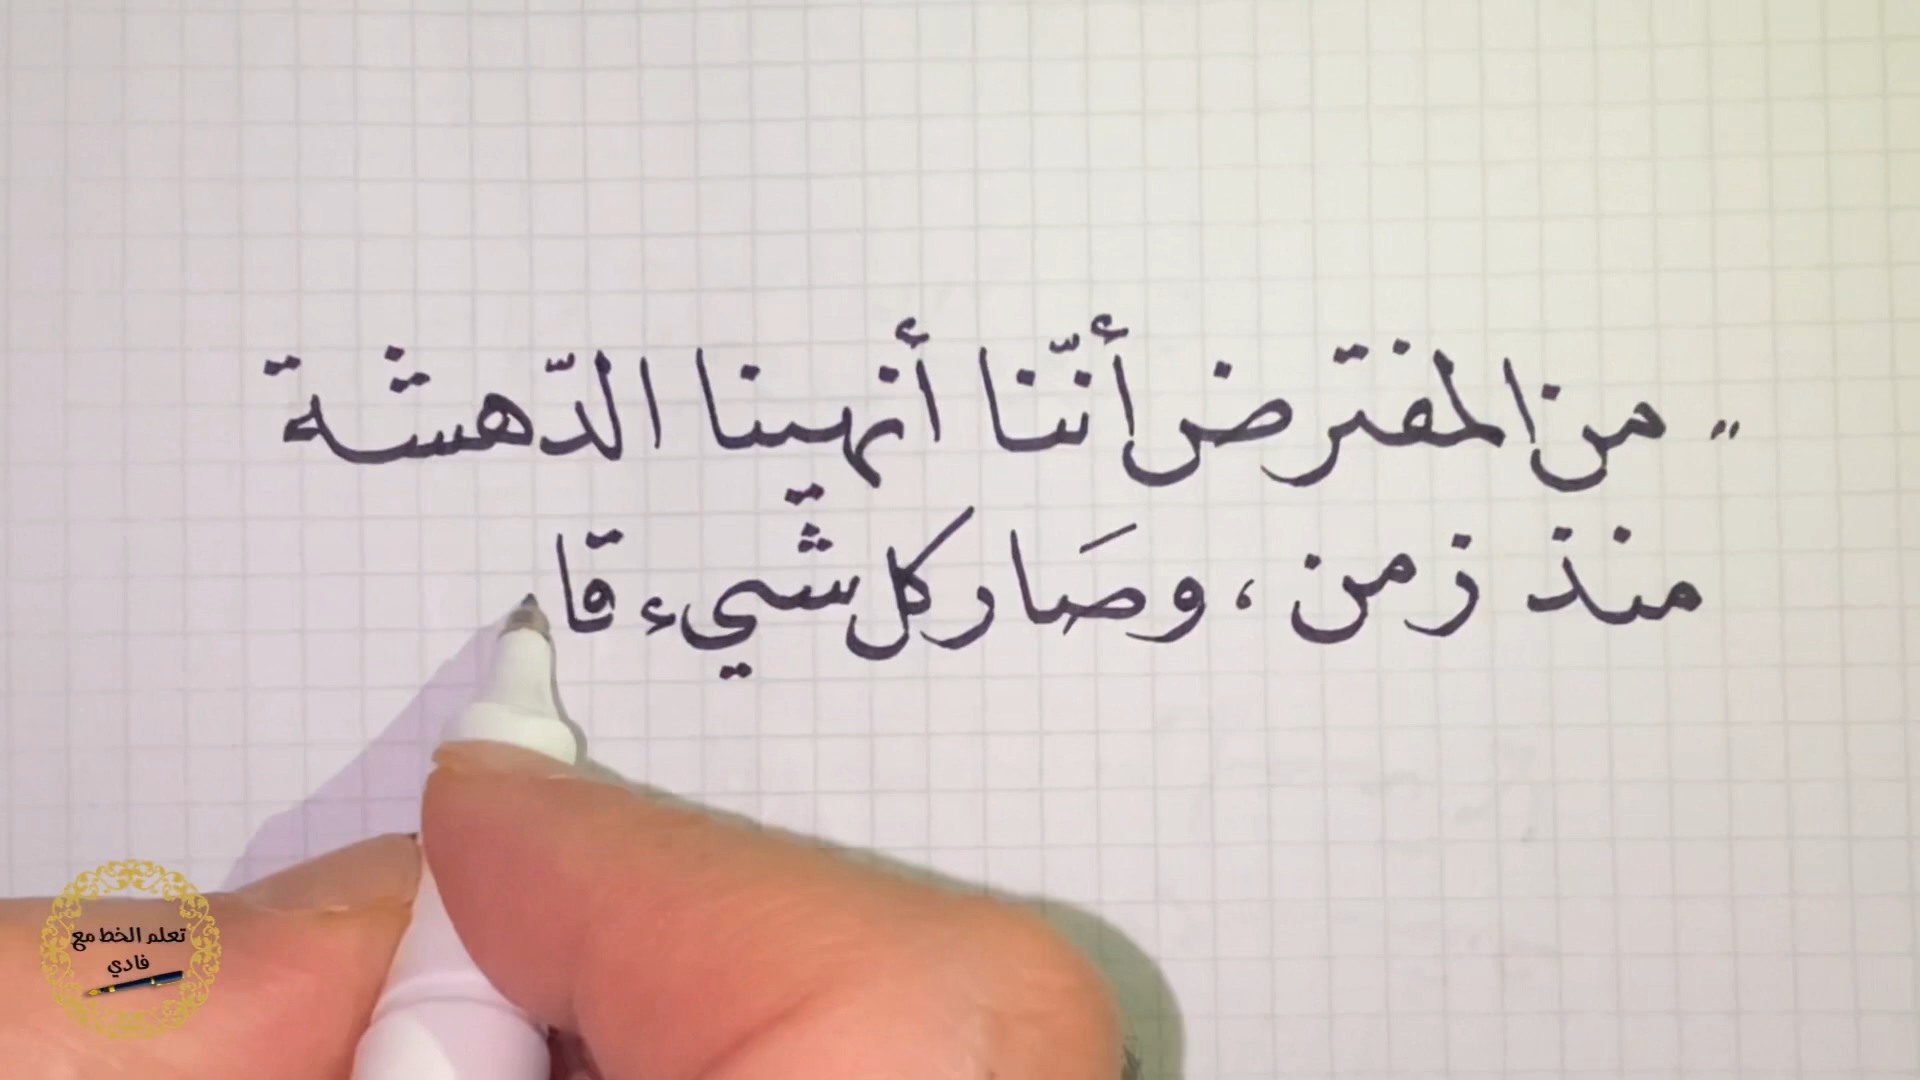 " من المفترض أنّنا أنهينا الدّهشة
منذ زمن ، وصَار كل شيء قا
تعلم الخط مع
فادي